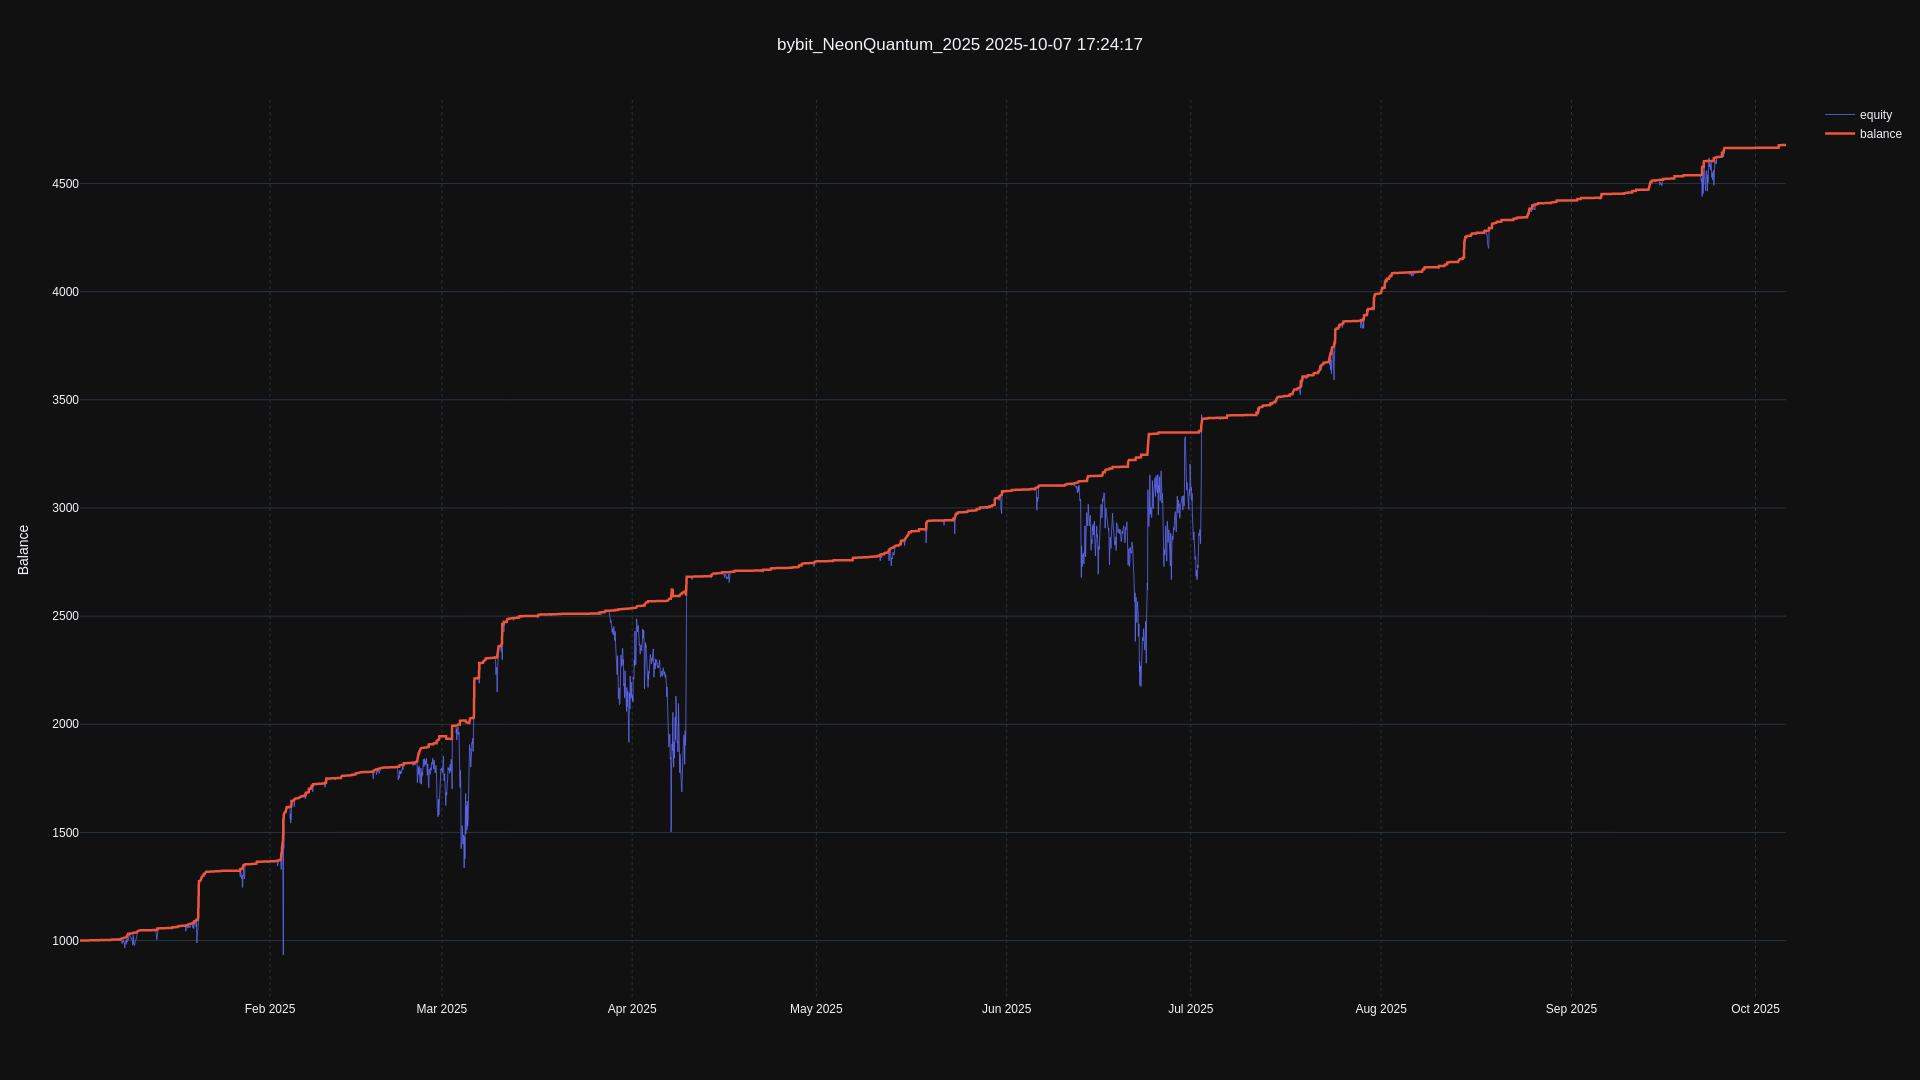 bybit_NeonQuantum_2025 2025-10-07 17:24:17
equity
balance
Balance
4500
4000
3500
3000
2500
2000
1500
1000
Feb 2025
Mar 2025
Apr 2025
May 2025
Jun 2025
Jul 2025
Aug 2025
Sep 2025
Oct 2025